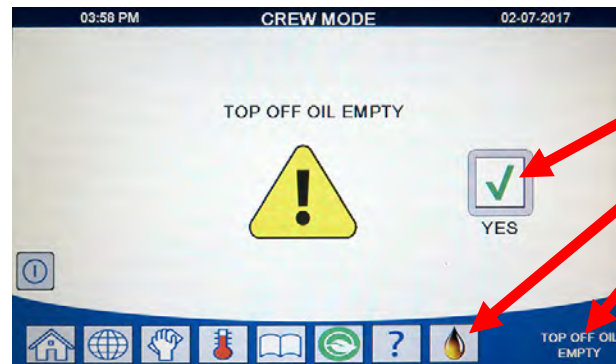 03:58 PM CREW MODE 02-07-2017
TOP OFF OIL EMPTY
YES
?
TOP OFF OIL
EMPTY